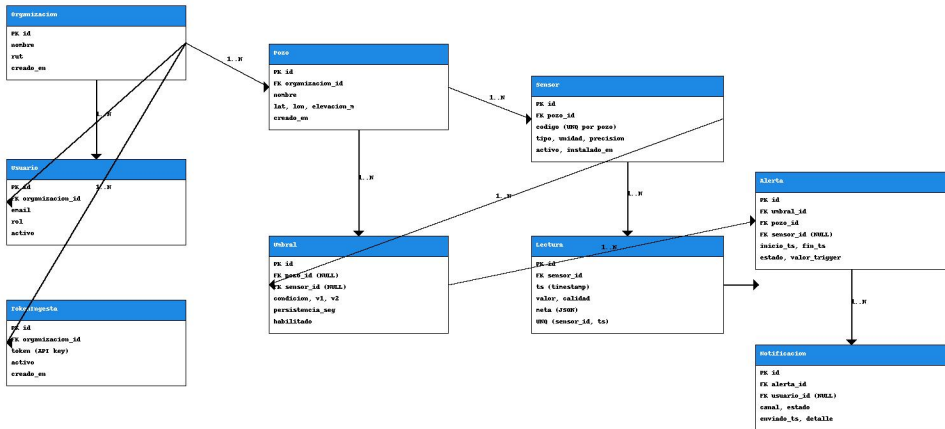 Organizacion
PK id
nombre
rut
creado_en
1..N
1..N
1..N
Usuario
PK id
FK organizacion_id
email
rol
activo
TokenIngesta
PK id
FK organizacion_id
token (API key)
activo
creado_en
Pozo
PK id
FK organizacion_id
nombre
lat, lon, elevacion_m
creado_en
1..N
1..N
Umbral
PK id
FK pozo_id (NULL)
FK sensor_id (NULL)
condicion, v1, v2
persistencia_seg
habilitado
Sensor
PK id
FK pozo_id
codigo (UNQ por pozo)
tipo, unidad, precision
activo, instalado_en
1..N
1..N
1..N
Lectura
PK id
FK sensor_id
ts (timestamp)
valor, calidad
meta (JSON)
UNQ (sensor_id, ts)
Alerta
PK id
FK umbral_id
FK pozo_id
FK sensor_id (NULL)
inicio_ts, fin_ts
estado, valor_trigger
1..N
Notificacion
PK id
FK alerta_id
FK usuario_id (NULL)
canal, estado
enviado_ts, detalle